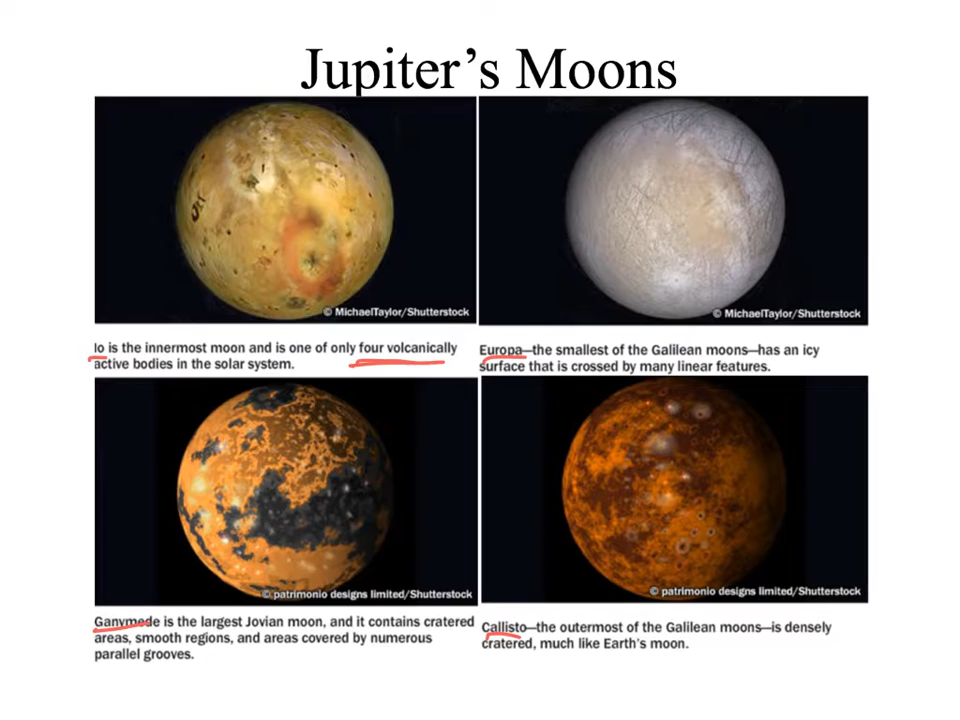 Jupiter's Moons
© MichaelTaylor/Shutterstock
© MichaelTaylor/Shutterstock
Io is the innermost moon and is one of only four volcanically
active bodies in the solar system.
Europa—the smallest of the Galilean moons—has an icy
surface that is crossed by many linear features.
© patrimonio designs limited/Shutterstock
© patrimonio designs limited/Shutterstock
Ganymede is the largest Jovian moon, and it contains cratered
areas, smooth regions, and areas covered by numerous
parallel grooves.
Callisto—the outermost of the Galilean moons—is densely
cratered, much like Earth's moon.